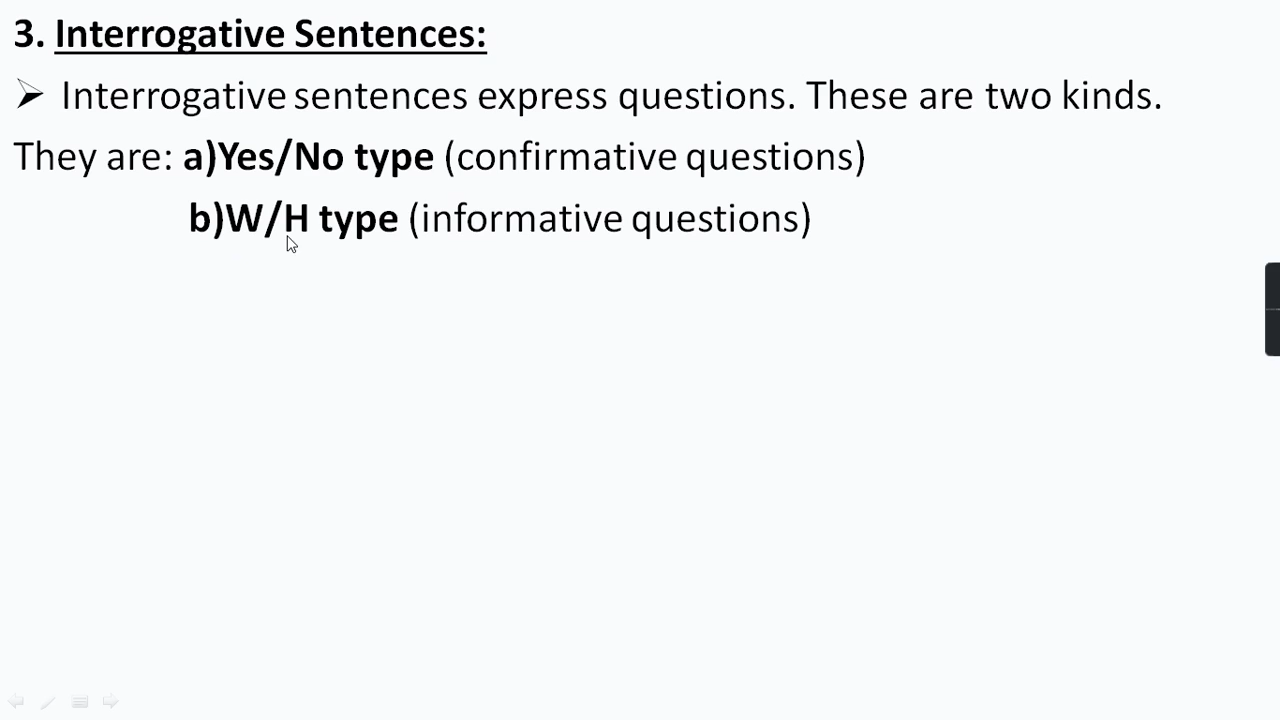 3. Interrogative Sentences:
➢ Interrogative sentences express questions. These are two kinds.
They are: a)Yes/No type (confirmative questions)
b)W/H type (informative questions)